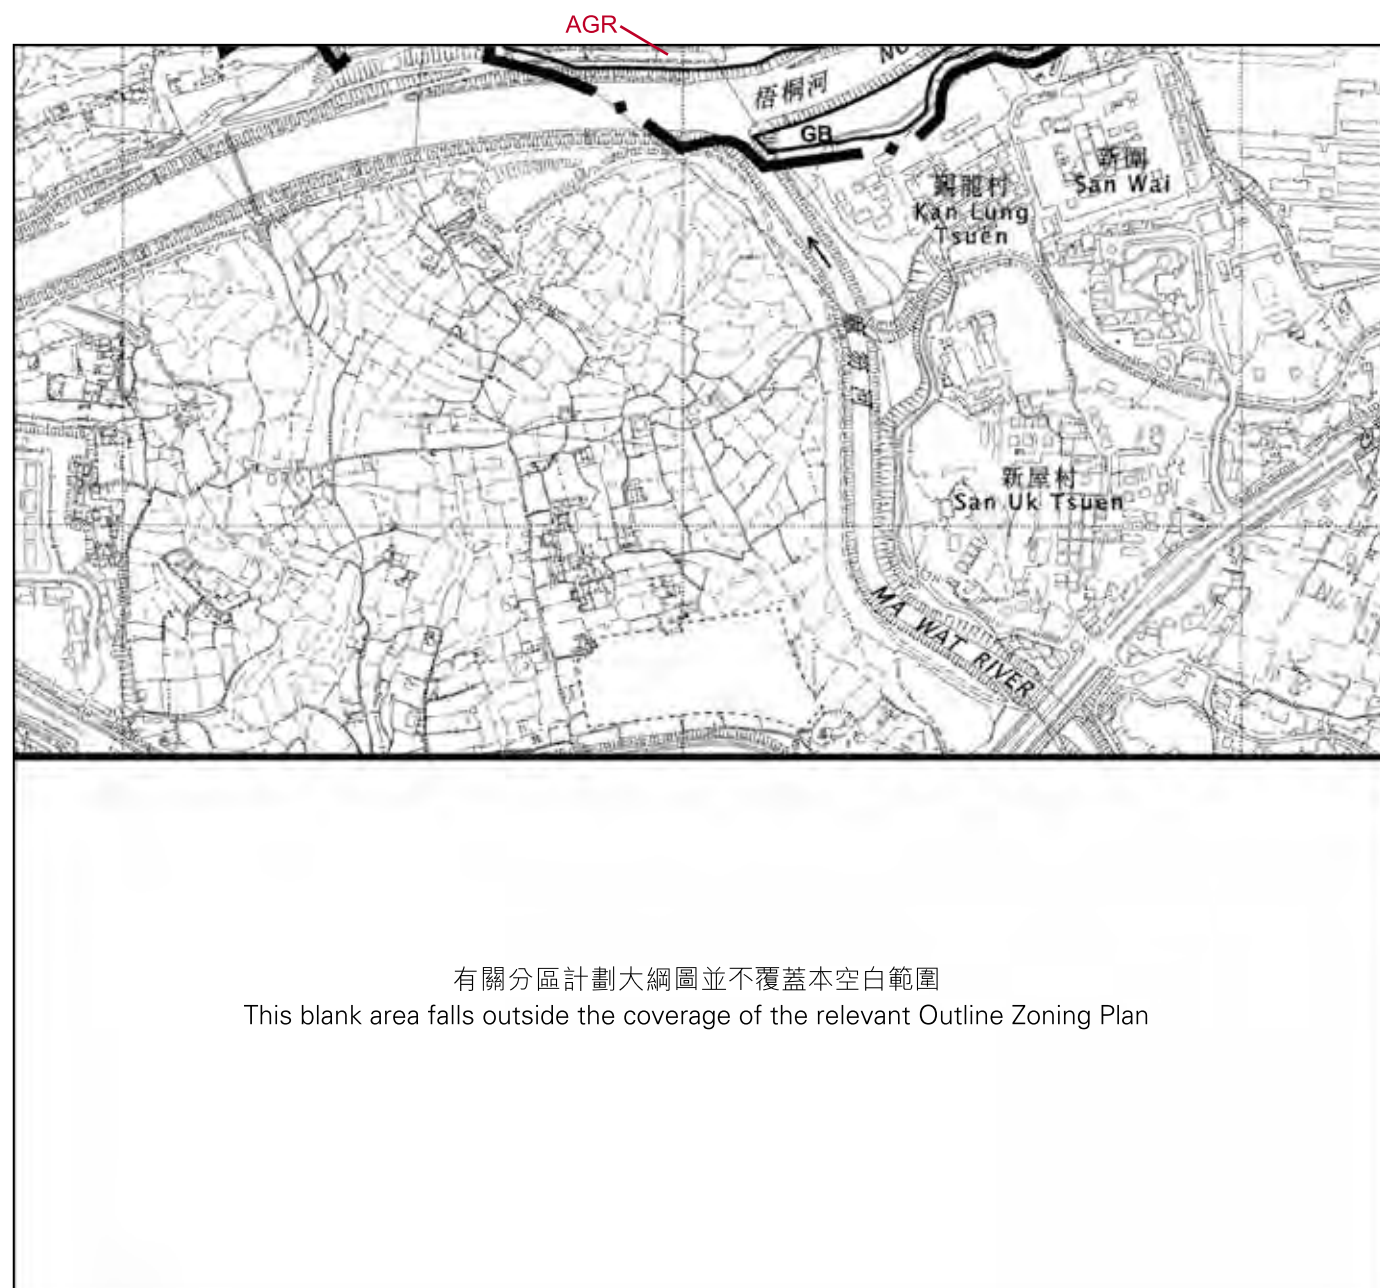 AGR
梧桐河
GB
新圍
San Wai
覲龍村
Kan Lung
Tsuen
新屋村
San Uk Tsuen
MA WAT RIVER
有關分區計劃大綱圖並不覆蓋本空白範圍
This blank area falls outside the coverage of the relevant Outline Zoning Plan